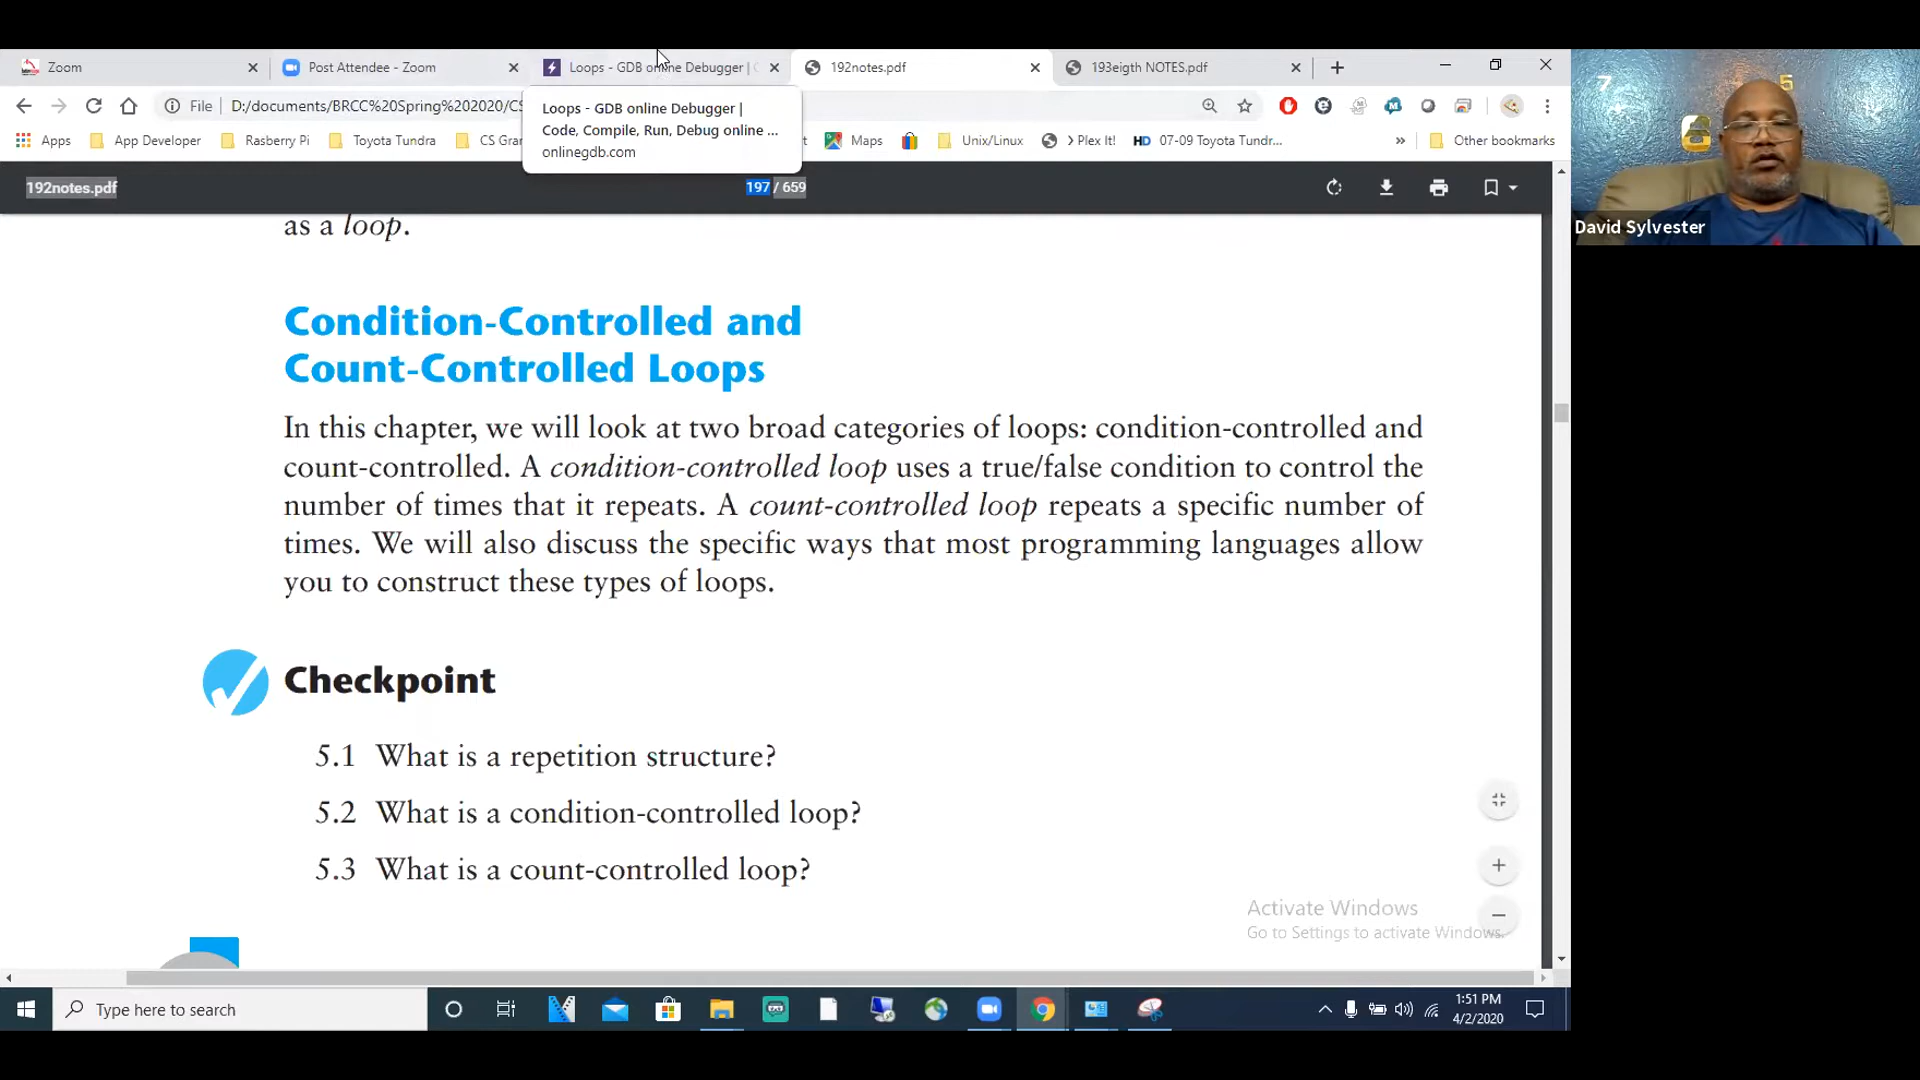 Zoom
Post Attendee - Zoom
Loops - GDB online Debugger |
192notes.pdf
193eigth NOTES.pdf
File
D:/documents/BRCC%20Spring%202020/CS
Loops - GDB online Debugger |
Code, Compile, Run, Debug online ...
onlinegdb.com
Apps
App Developer
Rasberry Pi
Toyota Tundra
CS Gra
Maps
Unix/Linux
> Plex It!
HD 07-09 Toyota Tundr...
»
Other bookmarks
192notes.pdf
197 / 659
7
5
David Sylvester
as a loop.
Condition-Controlled and
Count-Controlled Loops
In this chapter, we will look at two broad categories of loops: condition-controlled and
count-controlled. A condition-controlled loop uses a true/false condition to control the
number of times that it repeats. A count-controlled loop repeats a specific number of
times. We will also discuss the specific ways that most programming languages allow
you to construct these types of loops.
Checkpoint
5.1 What is a repetition structure?
5.2 What is a condition-controlled loop?
5.3 What is a count-controlled loop?
Activate Windows
Go to Settings to activate Windows.
Type here to search
1:51 PM
4/2/2020